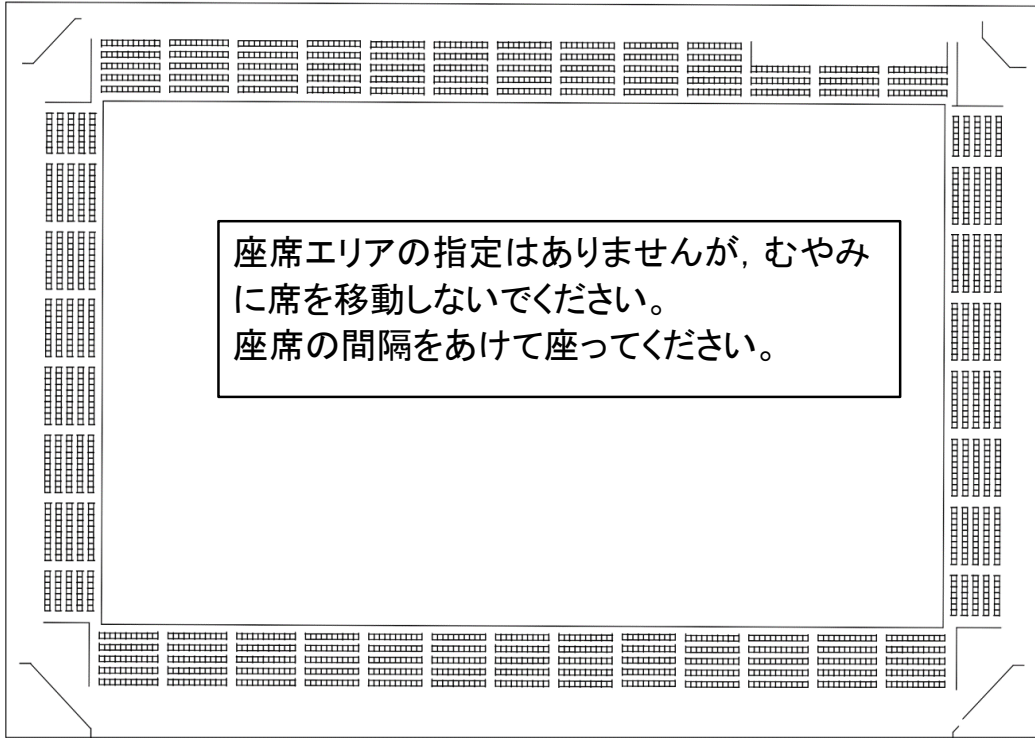 座席エリアの指定はありませんが，むやみ
に席を移動しないでください。
座席の間隔をあけて座ってください。